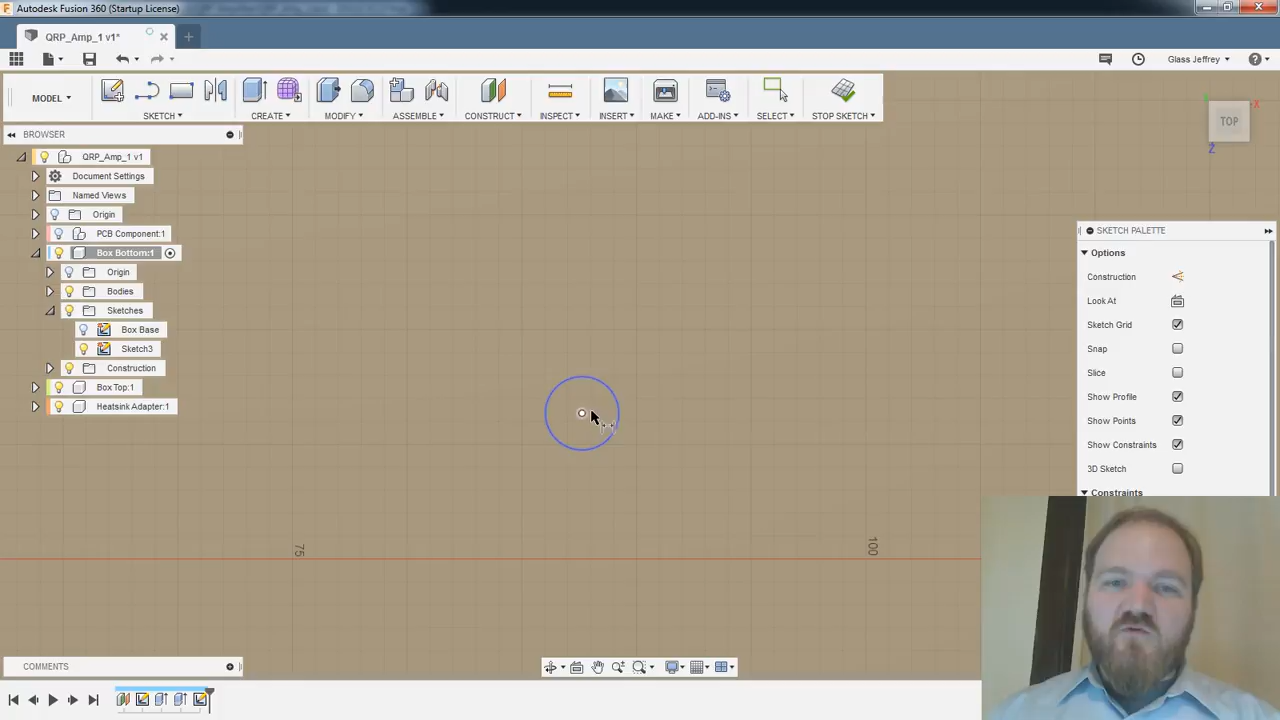 Autodesk Fusion 360 (Startup License)
QRP_Amp_1 v1*
Glass Jeffrey
MODEL
SKETCH
CREATE
MODIFY
ASSEMBLE
CONSTRUCT
INSPECT
INSERT
MAKE
ADD-INS
SELECT
STOP SKETCH
TOP
X
Z
BROWSER
QRP_Amp_1 v1
Document Settings
Named Views
Origin
PCB Component:1
Box Bottom:1
Origin
Bodies
Sketches
Box Base
Sketch3
Construction
Box Top:1
Heatsink Adapter:1
SKETCH PALETTE
Options
Construction
Look At
Sketch Grid
Snap
Slice
Show Profile
Show Points
Show Constraints
3D Sketch
Constraints
75
100
COMMENTS